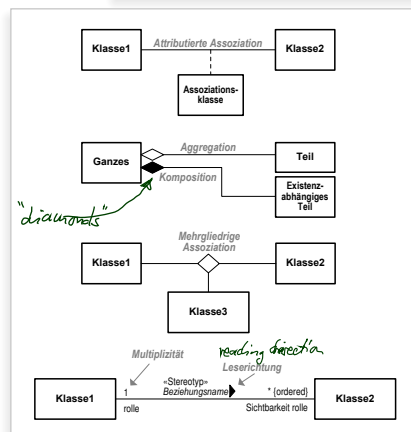 Attributierte Assoziation
Klasse1 Klasse2
Assoziations-
klasse
Aggregation
Ganzes Teil
Komposition
Existenz-
abhängiges
Teil
"diamonds"
Mehrgliedrige
Assoziation
Klasse1 Klasse2
Klasse3
reading direction
Multiplizität Leserichtung
«Stereotyp»
Klasse1 1 Beziehungsname * {ordered} Klasse2
rolle Sichtbarkeit rolle